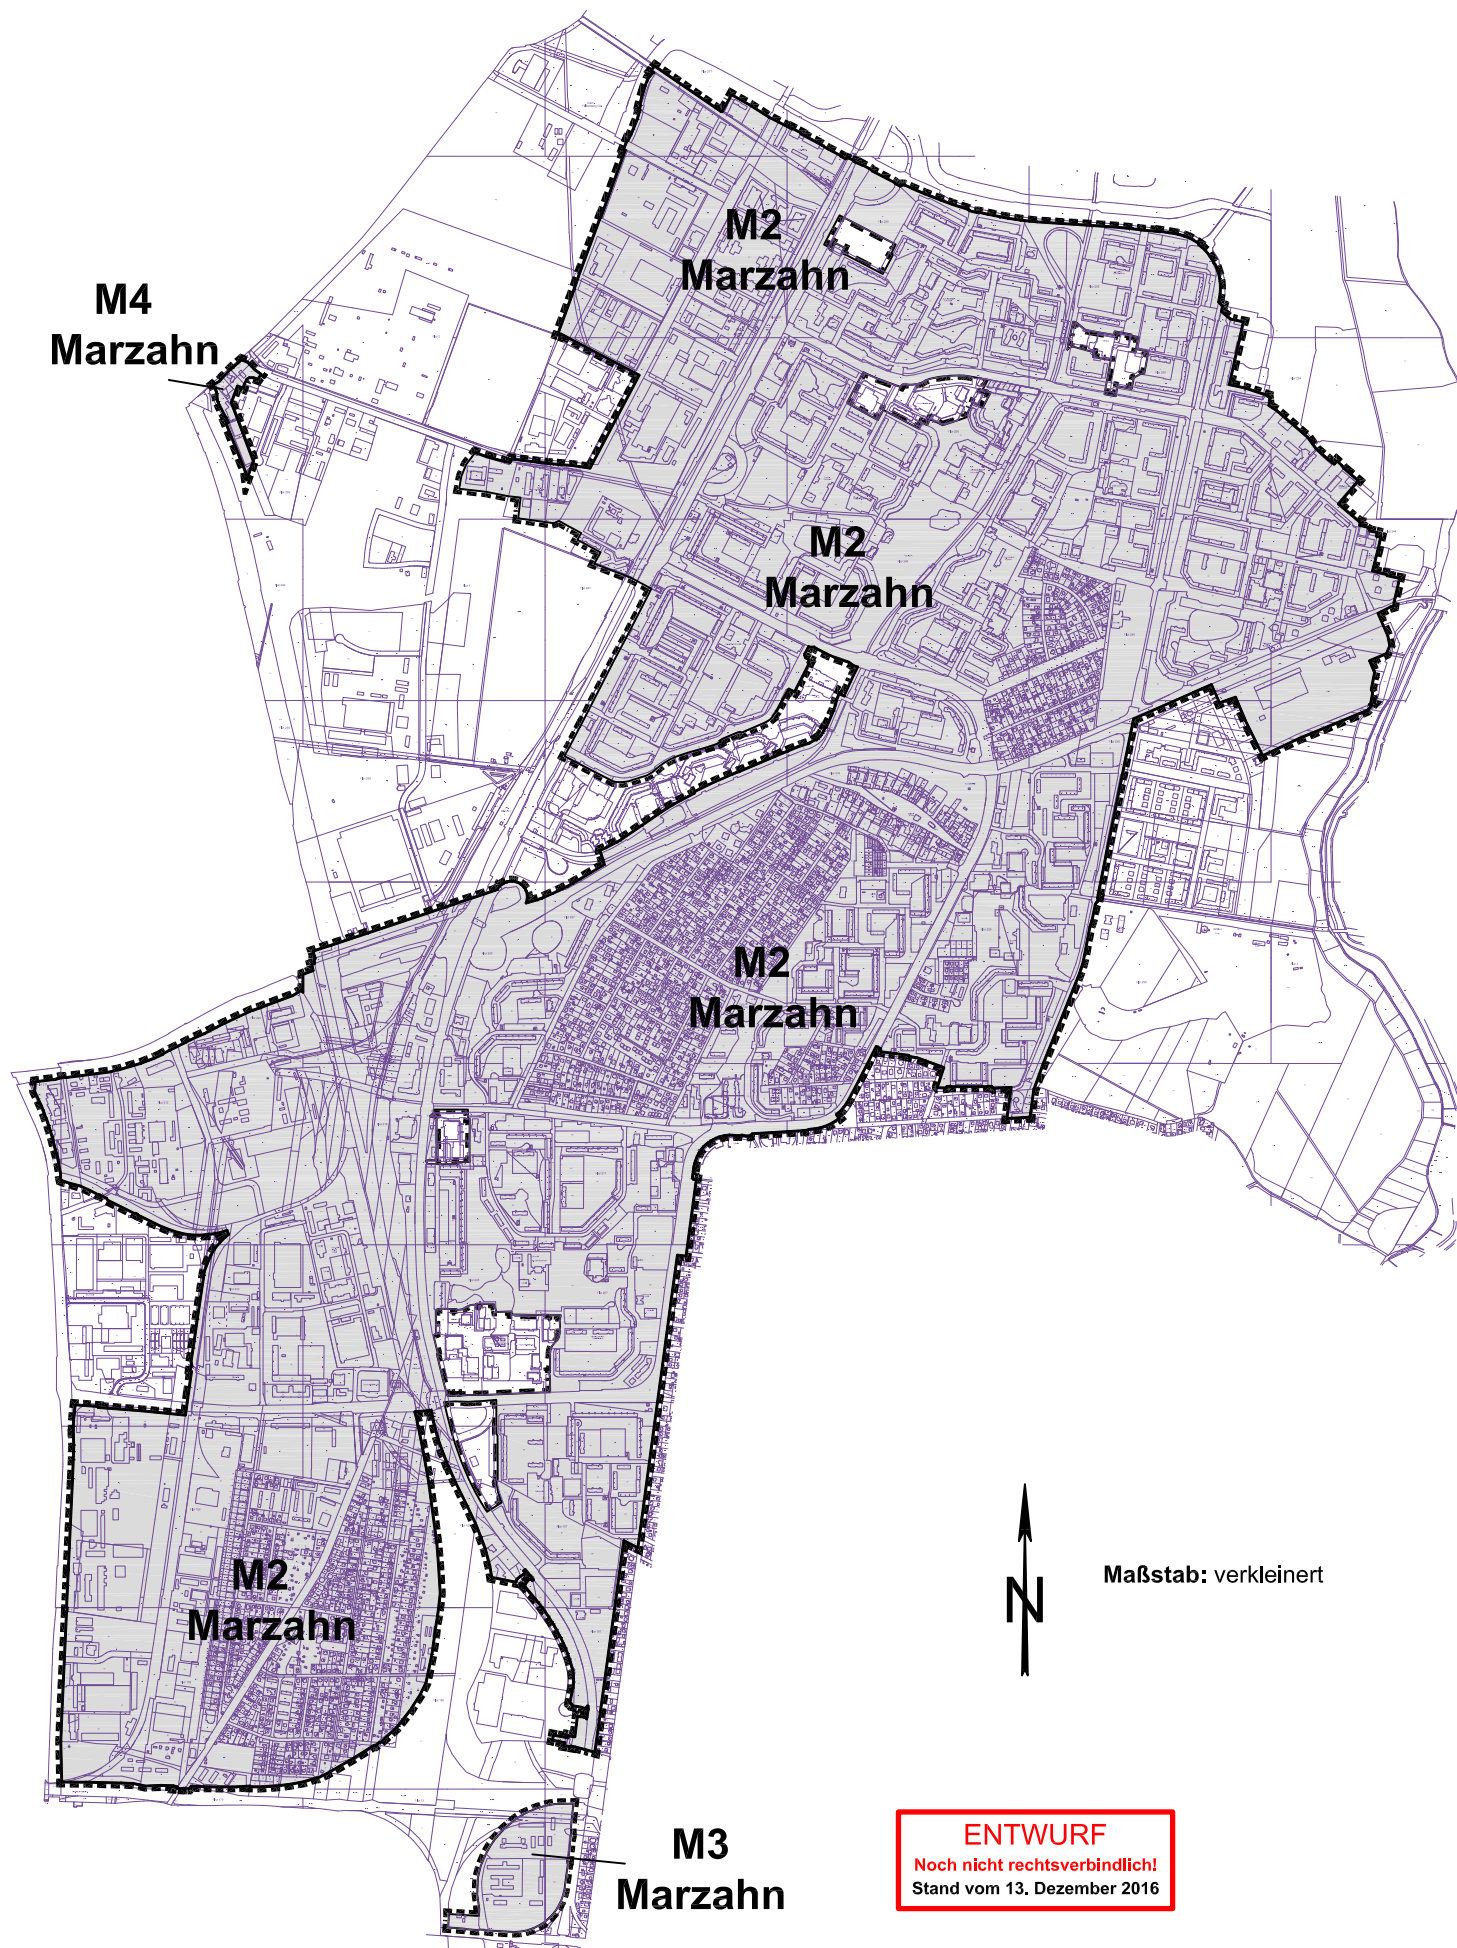 M2
Marzahn
M4
Marzahn
M2
Marzahn
M2
Marzahn
M2
Marzahn
N
Maßstab: verkleinert
M3
Marzahn
ENTWURF
Noch nicht rechtsverbindlich!
Stand vom 13. Dezember 2016